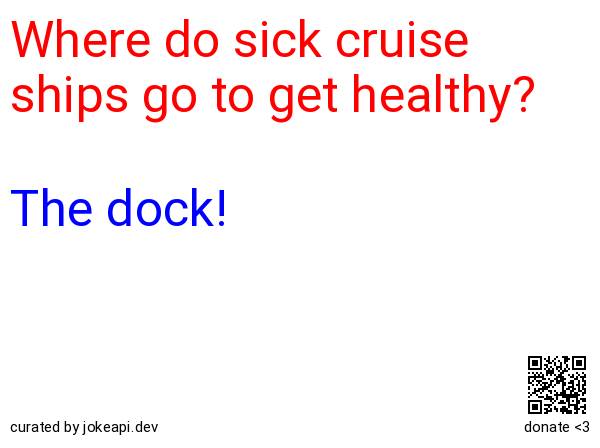 Where do sick cruise
ships go to get healthy?
The dock!
curated by jokeapi.dev
donate <3